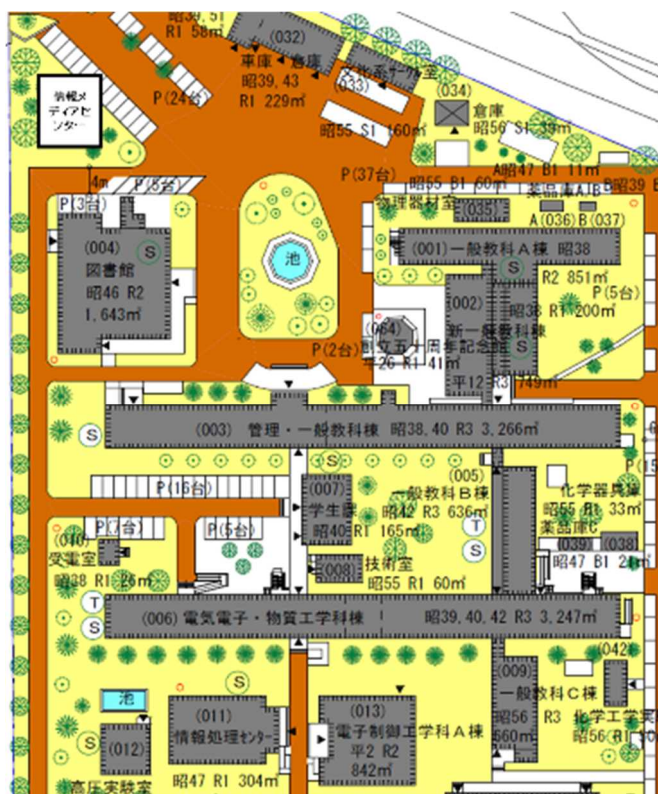 昭39,51
R1 58㎡
(032)
車庫 倉庫
昭39,43
R1 229㎡
文化系サークル室
(033)
昭55 S1 160㎡
(034)
倉庫
昭56 S1 39㎡
情報メ
ディアセ
ンター
P(24台)
P(37台)
4m
P(3台)
P(5台)
A昭47 B1 11㎡
昭55 B1 60㎡
薬品庫A,B
B昭39 B
物理器材室
(035)
A(036)
B(037)
(001)一般教科A棟 昭38
R2 851㎡
(004)
図書館
昭46 R2
1,643㎡
S
池
S
(002)
昭38 R1 200㎡
P(5台)
新一般教科棟
(064)
P(2台)
創立五十周年記念館
平26 R1 41㎡
S
平12 R3 749㎡
(003) 管理・一般教科棟 昭38,40 R3 3,266㎡
S
S
P(16台)
(007)
学生課
昭40 R1 165㎡
(005)
一般教科B棟
昭42 R3 636㎡
T
S
化学器具庫
昭55 R1 33㎡
薬品庫C
(039)
(038)
昭47 B1 21㎡
P(15
P(7台)
P(5台)
(010)
受電室
昭38 R1 26㎡
(008)
技術室
昭55 R1 60㎡
T
S
(006) 電気電子・物質工学科棟 昭39,40,42 R3 3,247㎡
(042)
(009)
一般教科C棟
昭56 R3
660㎡
化学工学実
昭56 R1
池
S
S
(012)
高圧実験室
(011)
情報処理センター
昭47 R1 304㎡
(013)
電子制御工学科A棟
平2 R2
842㎡